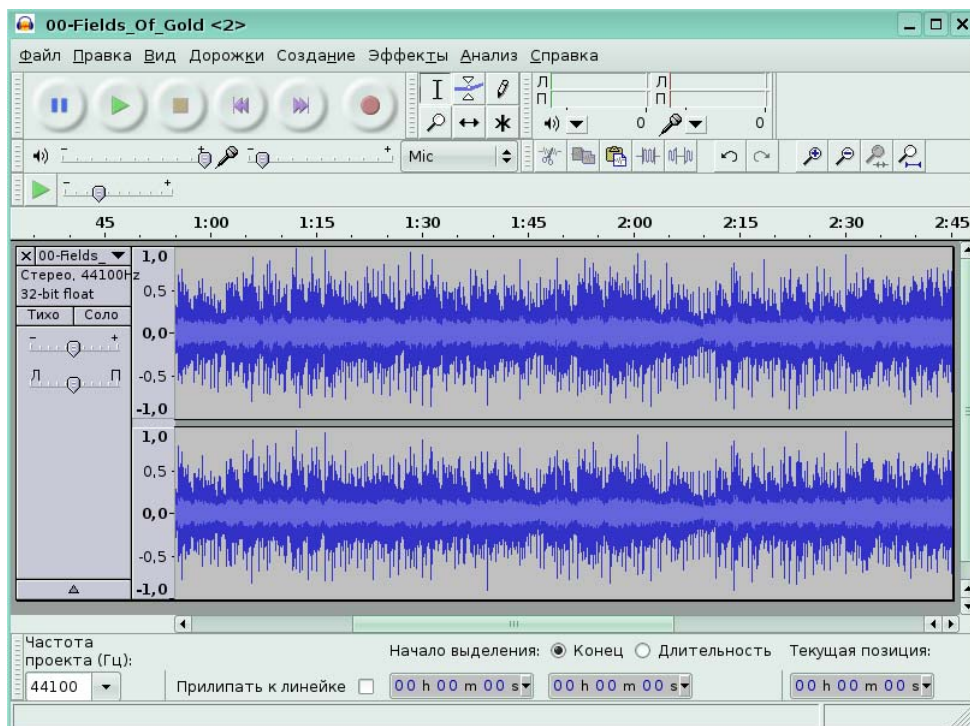 00-Fields_Of_Gold <2>
Файл Правка Вид Дорожки Создание Эффекты Анализ Справка
Л
П
Л
П
0
0
- + - + Mic
- +
45 1:00 1:15 1:30 1:45 2:00 2:15 2:30 2:45
00-Fields_
Стерео, 44100Hz
32-bit float
Тихо Соло
- +
Л П
1,0
0,5
0,0
-0,5
-1,0
1,0
0,5
0,0
-0,5
-1,0
Частота
проекта (Гц):
44100
Прилипать к линейке
Начало выделения: Конец Длительность Текущая позиция:
00 h 00 m 00 s 00 h 00 m 00 s 00 h 00 m 00 s